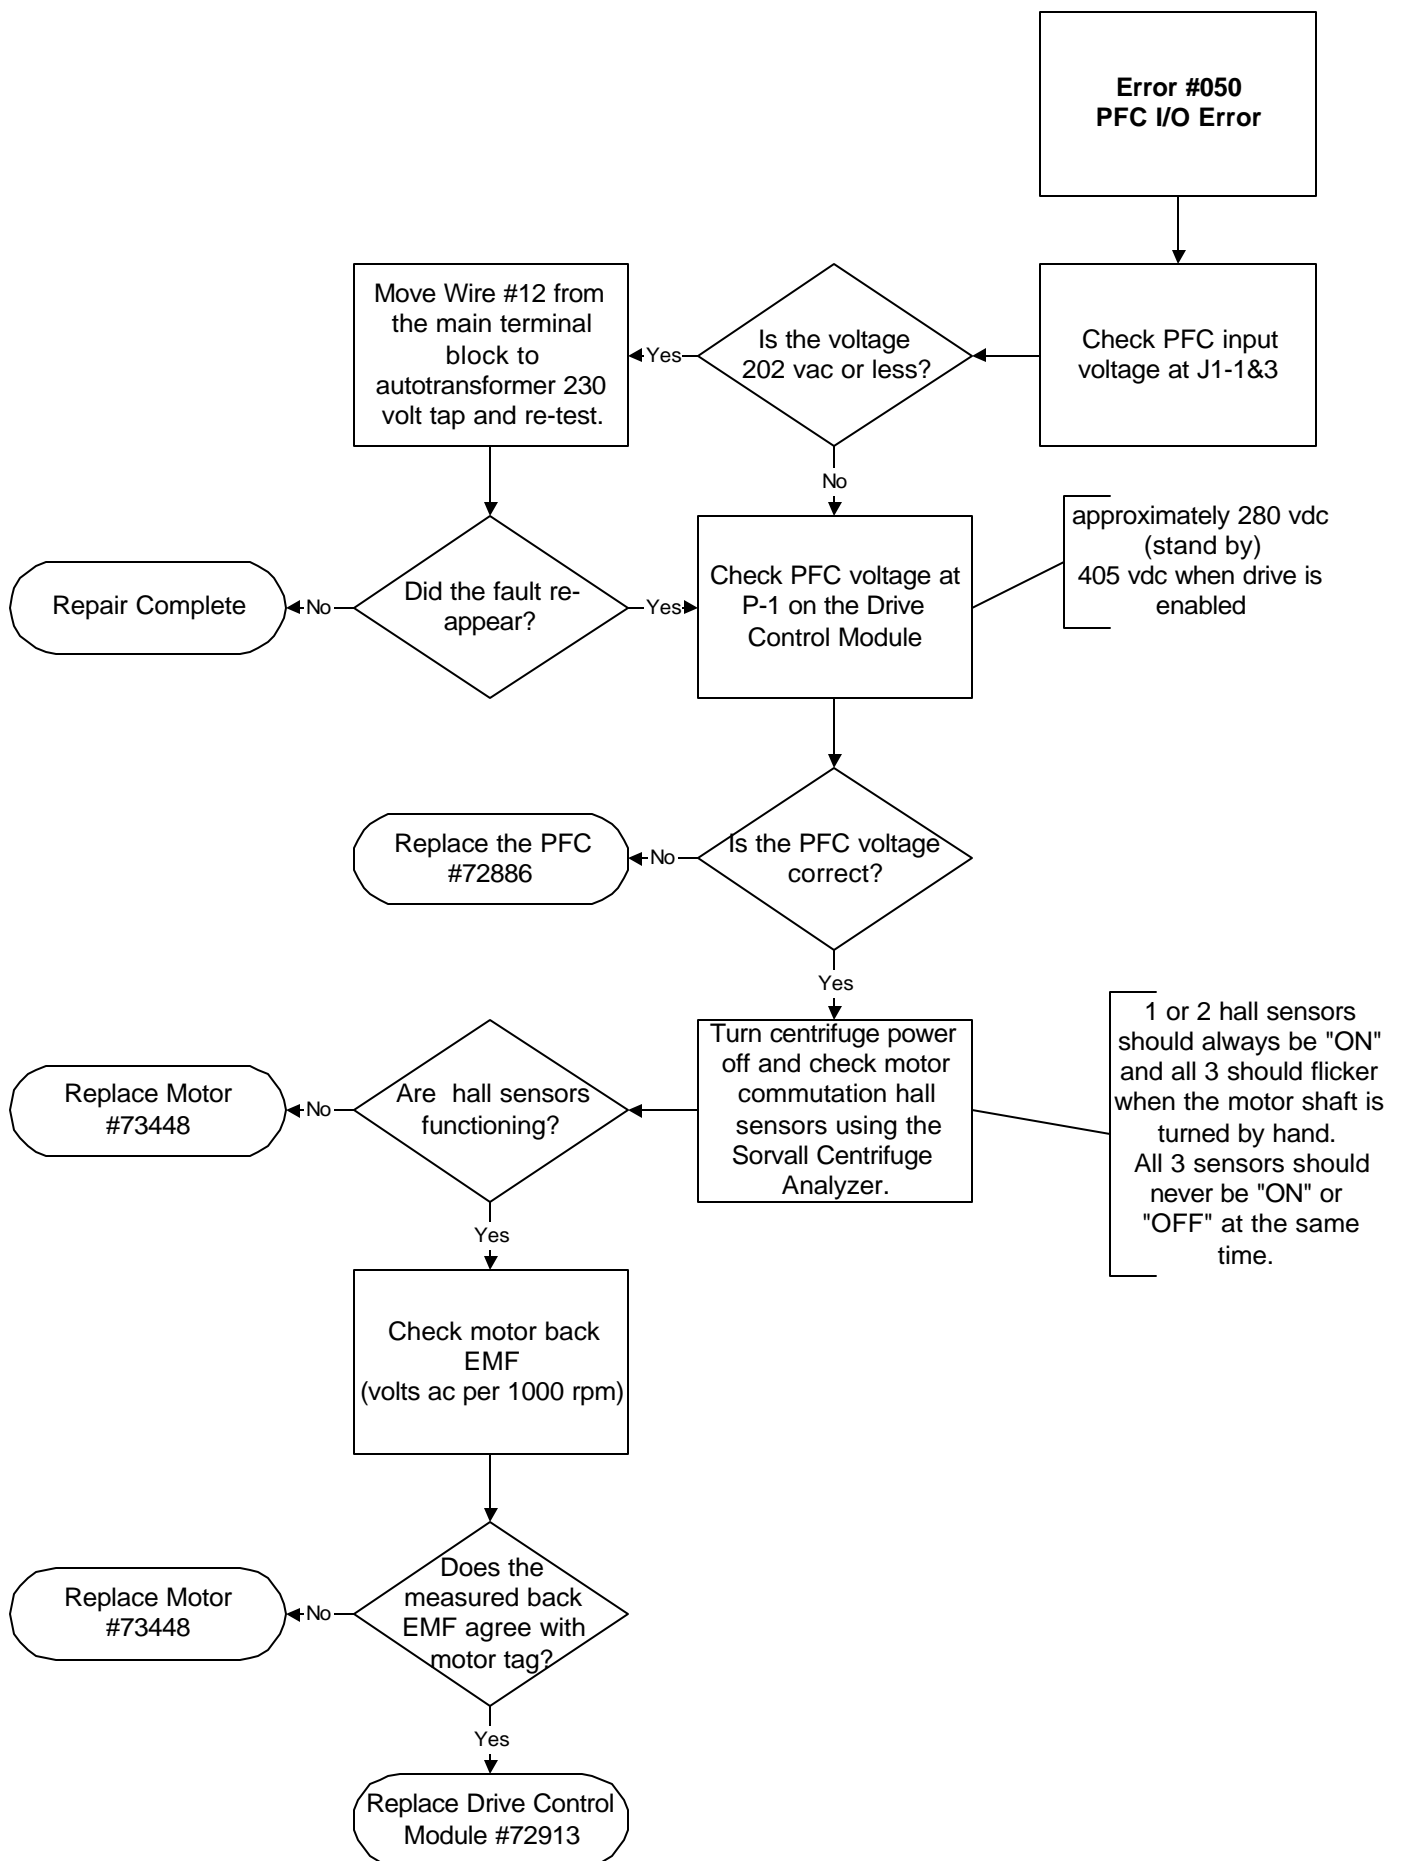 Error #050
PFC I/O Error
Check PFC input
voltage at J1-1&3
Is the voltage
202 vac or less?
Yes
Move Wire #12 from
the main terminal
block to
autotransformer 230
volt tap and re-test.
No
Did the fault re-
appear?
No
Repair Complete
Yes
Check PFC voltage at
P-1 on the Drive
Control Module
approximately 280 vdc
(stand by)
405 vdc when drive is
enabled
Is the PFC voltage
correct?
No
Replace the PFC
#72886
Yes
Turn centrifuge power
off and check motor
commutation hall
sensors using the
Sorvall Centrifuge
Analyzer.
1 or 2 hall sensors
should always be "ON"
and all 3 should flicker
when the motor shaft is
turned by hand.
All 3 sensors should
never be "ON" or
"OFF" at the same
time.
Are hall sensors
functioning?
No
Replace Motor
#73448
Yes
Check motor back
EMF
(volts ac per 1000 rpm)
Does the
measured back
EMF agree with
motor tag?
No
Replace Motor
#73448
Yes
Replace Drive Control
Module #72913